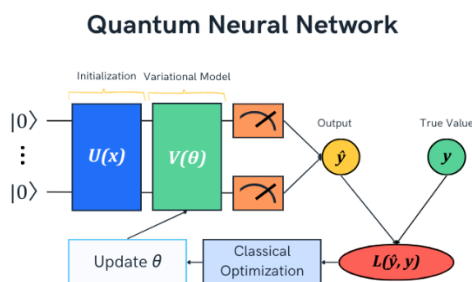 Quantum Neural Network
Initialization Variational Model
|0⟩
U(x)
V(θ)
Output
True Value
ŷ
y
⋮
|0⟩
Update θ
Classical
Optimization
L(ŷ, y)